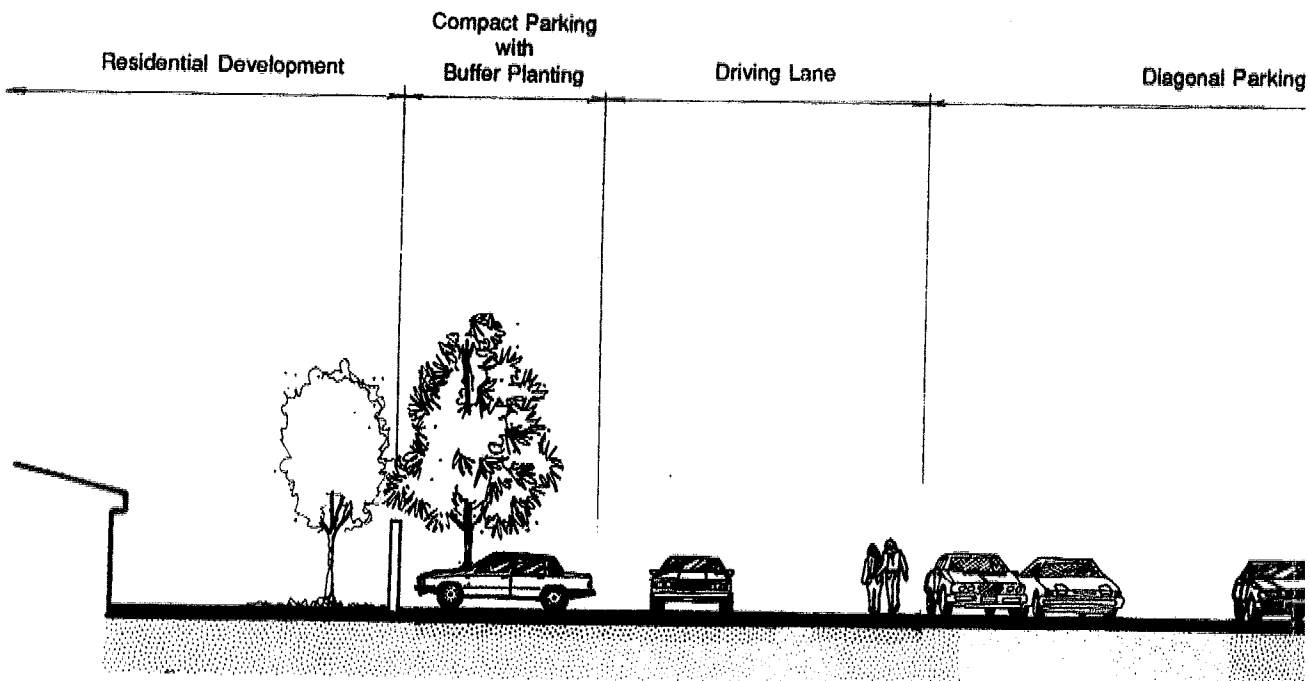 Residential Development
Compact Parking
with
Buffer Planting
Driving Lane
Diagonal Parking